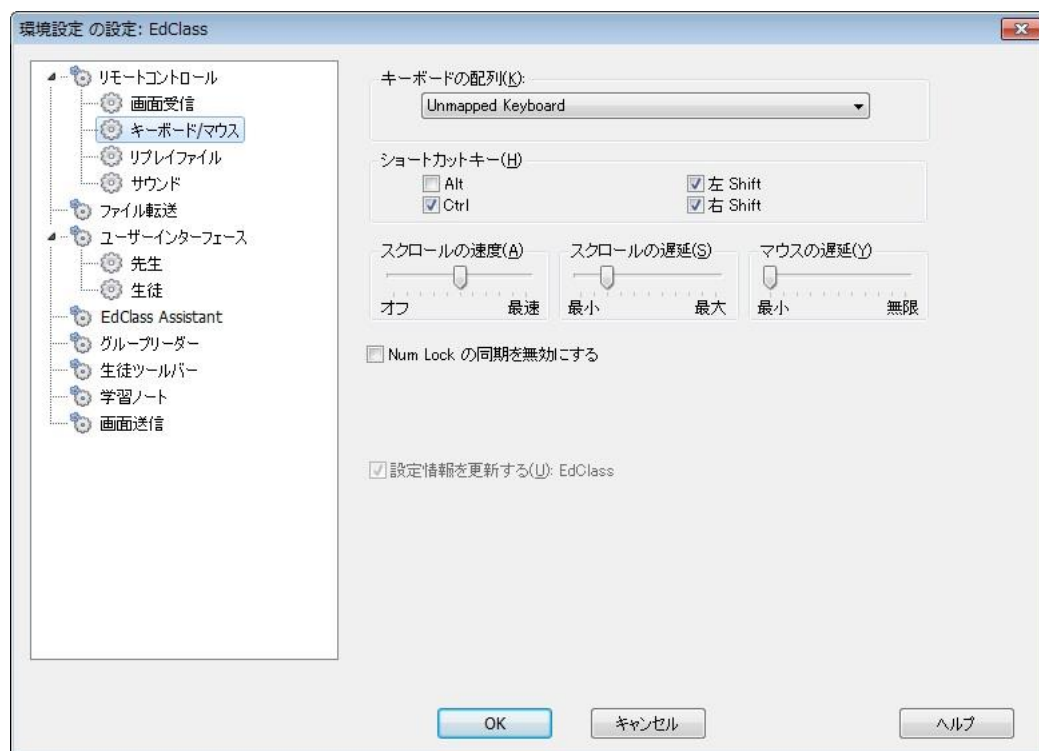 環境設定 の設定: EdClass
リモートコントロール
画面受信
キーボード/マウス
リプレイファイル
サウンド
ファイル転送
ユーザーインターフェース
先生
生徒
EdClass Assistant
グループリーダー
生徒ツールバー
学習ノート
画面送信
キーボードの配列(K):
Unmapped Keyboard
ショートカットキー(H)
Alt
左 Shift
Ctrl
右 Shift
スクロールの速度(A)
スクロールの遅延(S)
マウスの遅延(Y)
オフ 最速
最小 最大
最小 無限
Num Lock の同期を無効にする
設定情報を更新する(U): EdClass
OK
キャンセル
ヘルプ